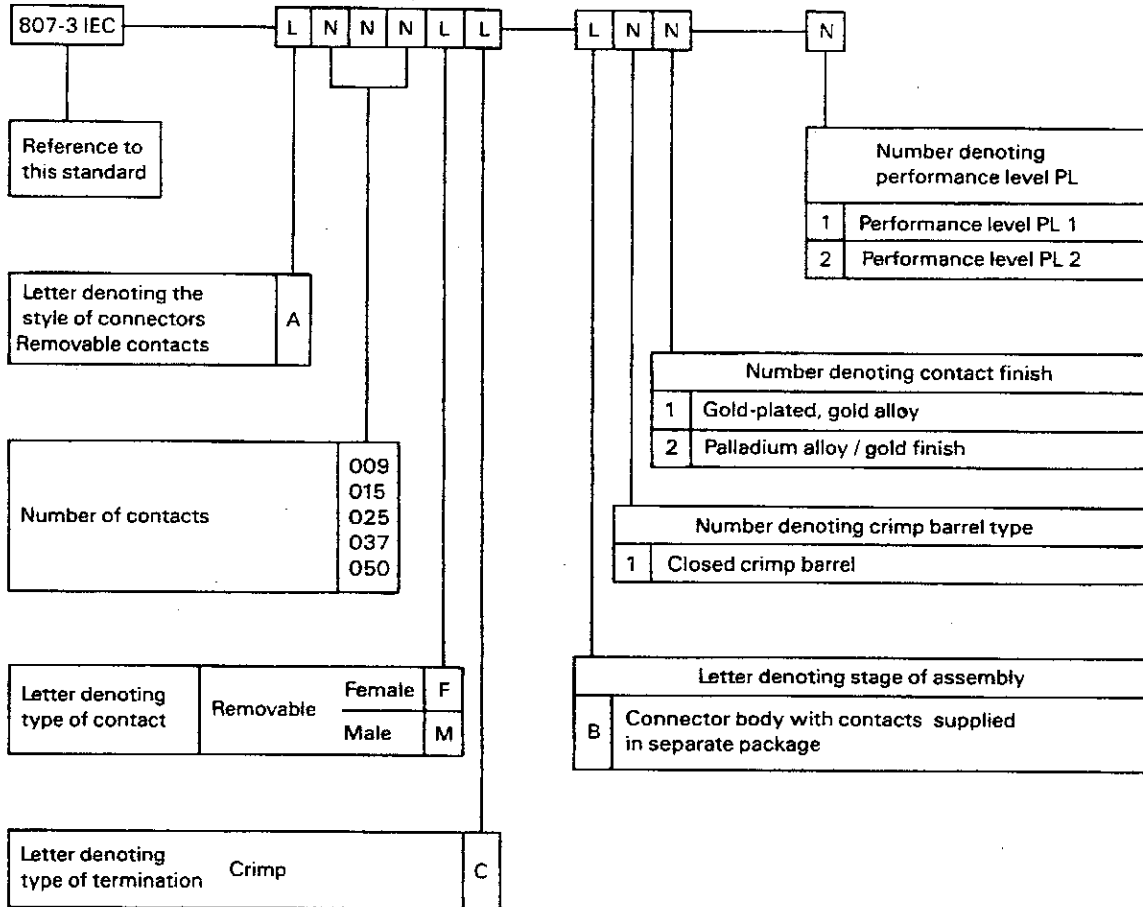 807-3 IEC
L N N N L L
L N N
N
Reference to
this standard
Number denoting
performance level PL
1 Performance level PL 1
2 Performance level PL 2
Letter denoting the
style of connectors
Removable contacts
A
Number denoting contact finish
1 Gold-plated, gold alloy
2 Palladium alloy / gold finish
Number of contacts
009
015
025
037
050
Number denoting crimp barrel type
1 Closed crimp barrel
Letter denoting
type of contact
Removable
Female F
Male M
Letter denoting stage of assembly
B
Connector body with contacts supplied
in separate package
Letter denoting
type of termination
Crimp
C